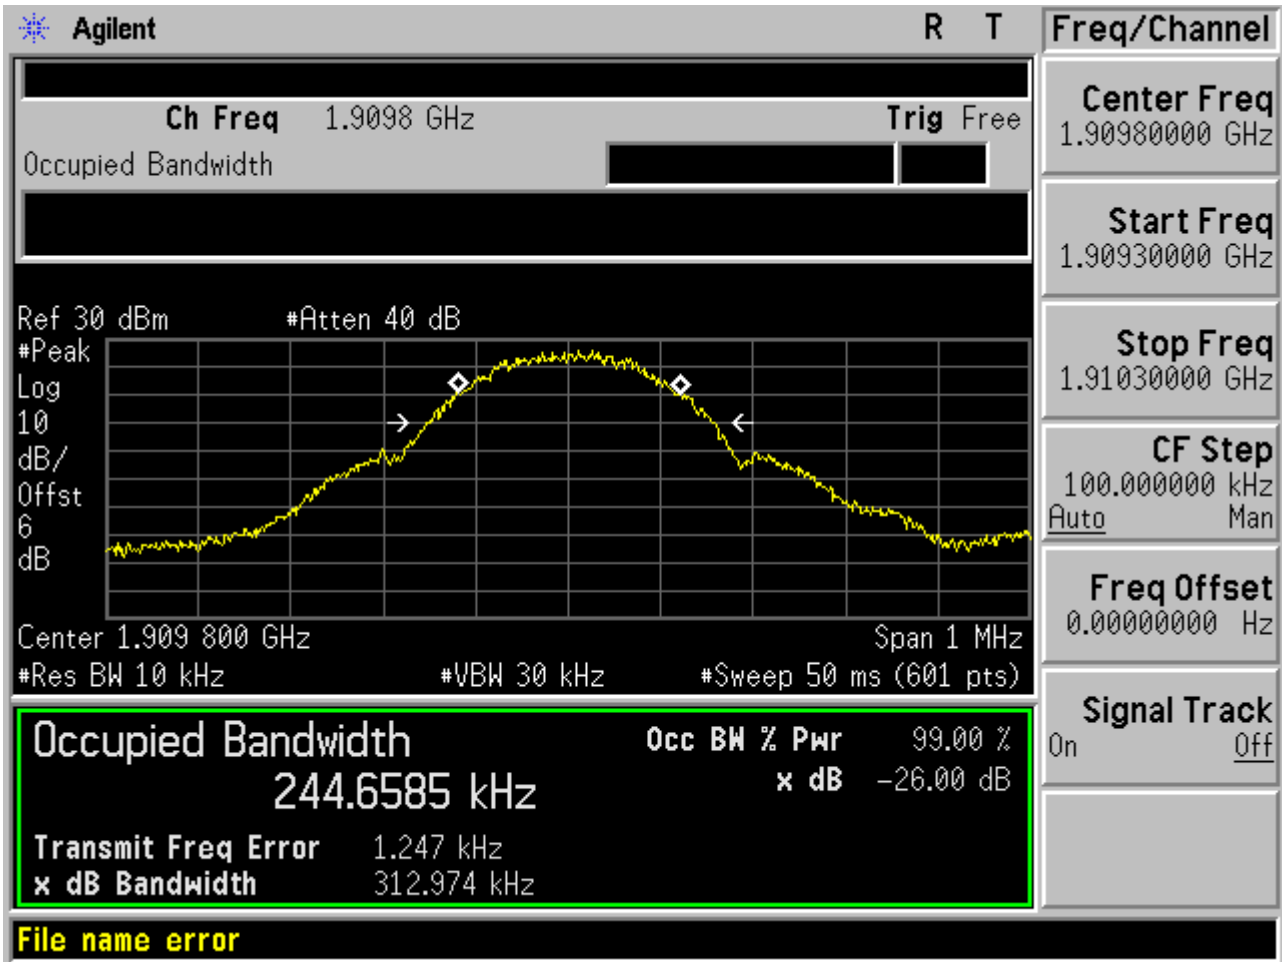 Agilent R T
Ch Freq 1.9098 GHz Trig Free
Occupied Bandwidth
Ref 30 dBm #Atten 40 dB
#Peak
Log
10
dB/
Offst
6
dB
Center 1.909 800 GHz Span 1 MHz
#Res BW 10 kHz #VBW 30 kHz #Sweep 50 ms (601 pts)
Occupied Bandwidth
244.6585 kHz
Occ BW % Pwr 99.00 %
x dB -26.00 dB
Transmit Freq Error 1.247 kHz
x dB Bandwidth 312.974 kHz
File name error
Freq/Channel
Center Freq
1.90980000 GHz
Start Freq
1.90930000 GHz
Stop Freq
1.91030000 GHz
CF Step
100.000000 kHz
Auto Man
Freq Offset
0.00000000 Hz
Signal Track
On Off